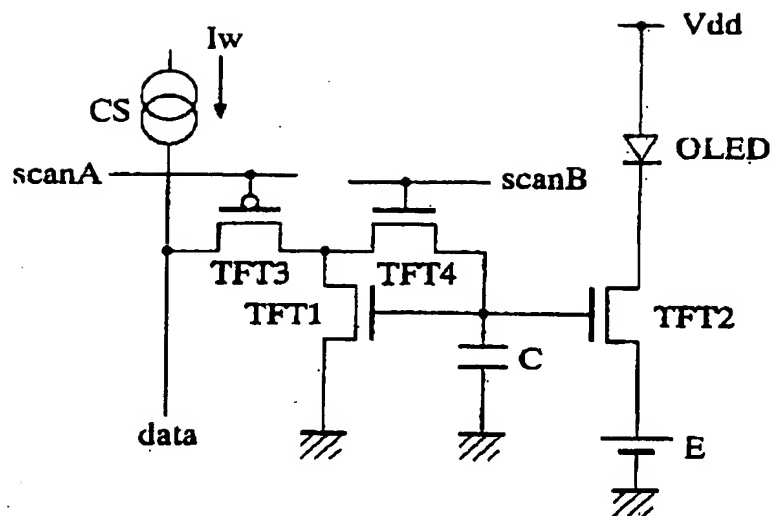 Iw
Vdd
CS
OLED
scanA
scanB
TFT3
TFT4
TFT1
TFT2
C
data
E